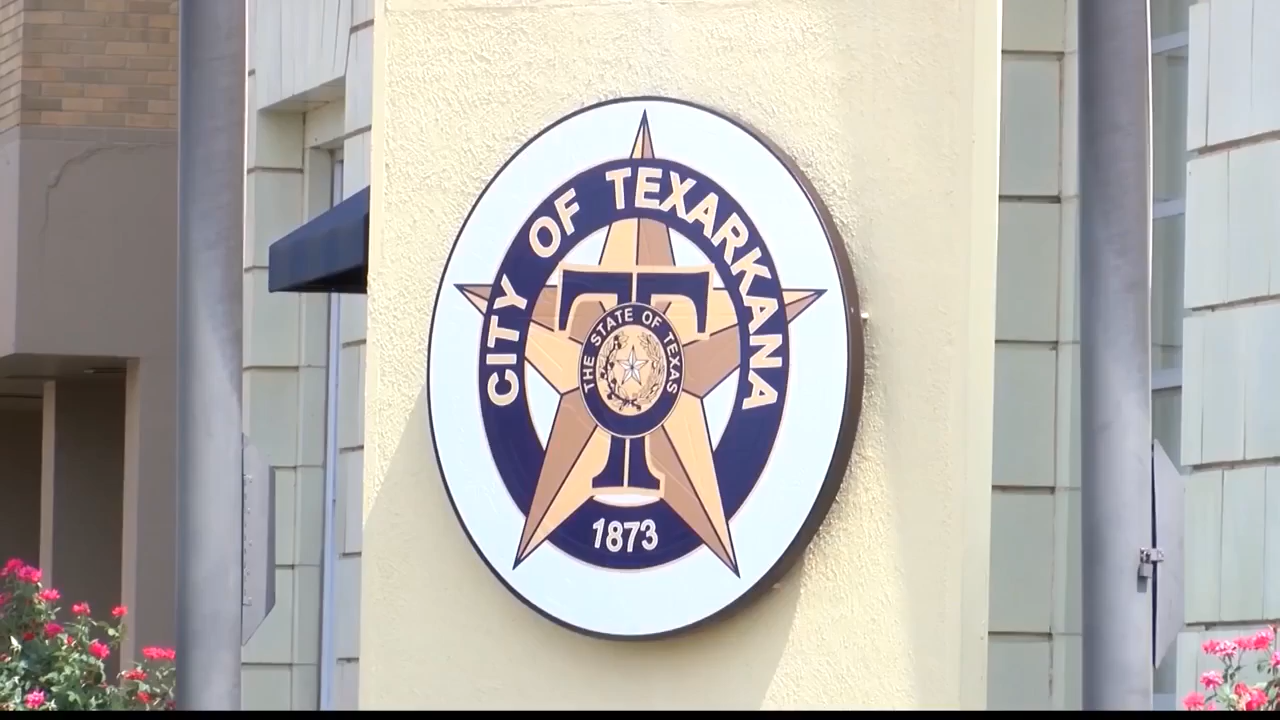 CITY OF TEXARKANA
T
THE STATE OF TEXAS
1873